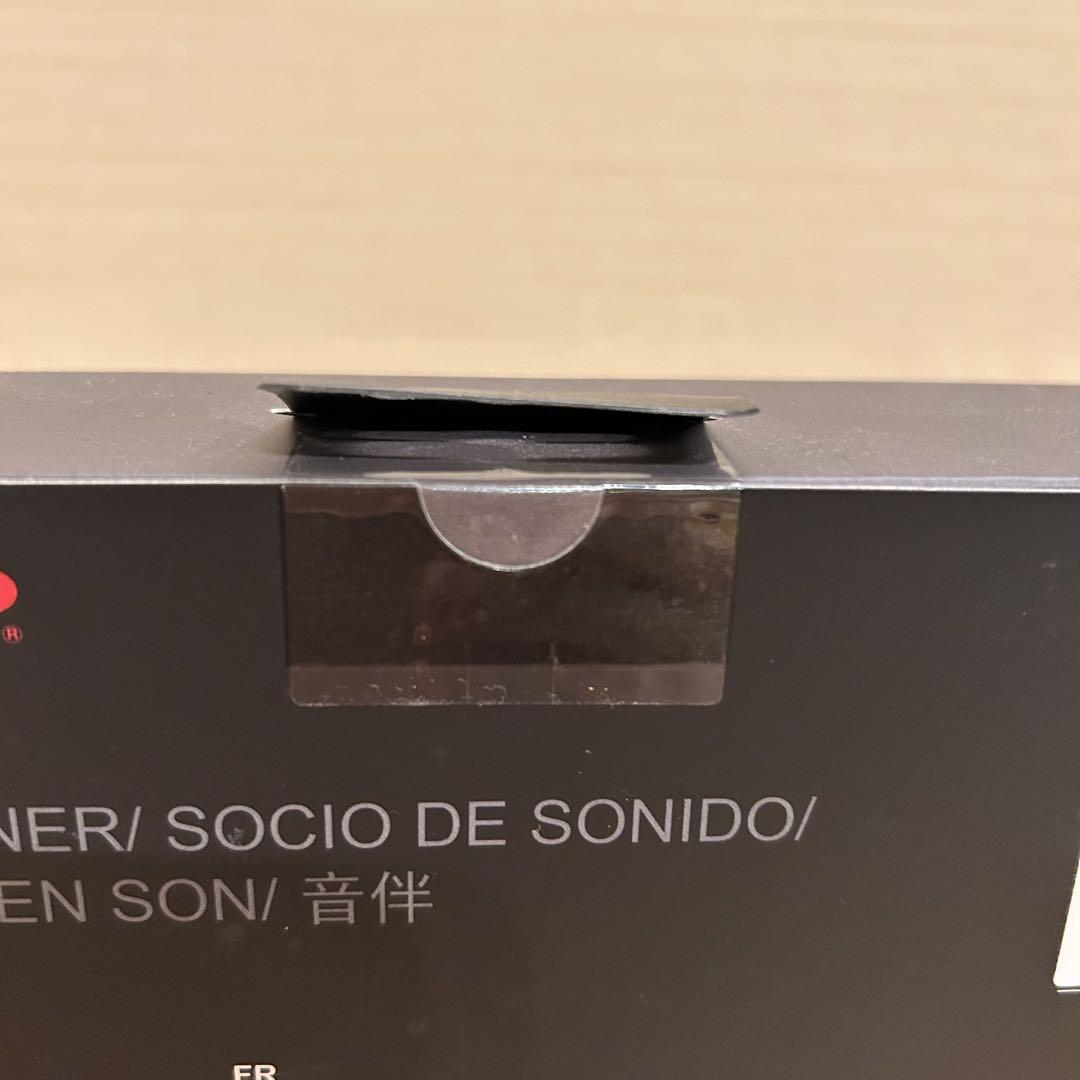 ®
NER/ SOCIO DE SONIDO/
EN SON/ 音伴
FR